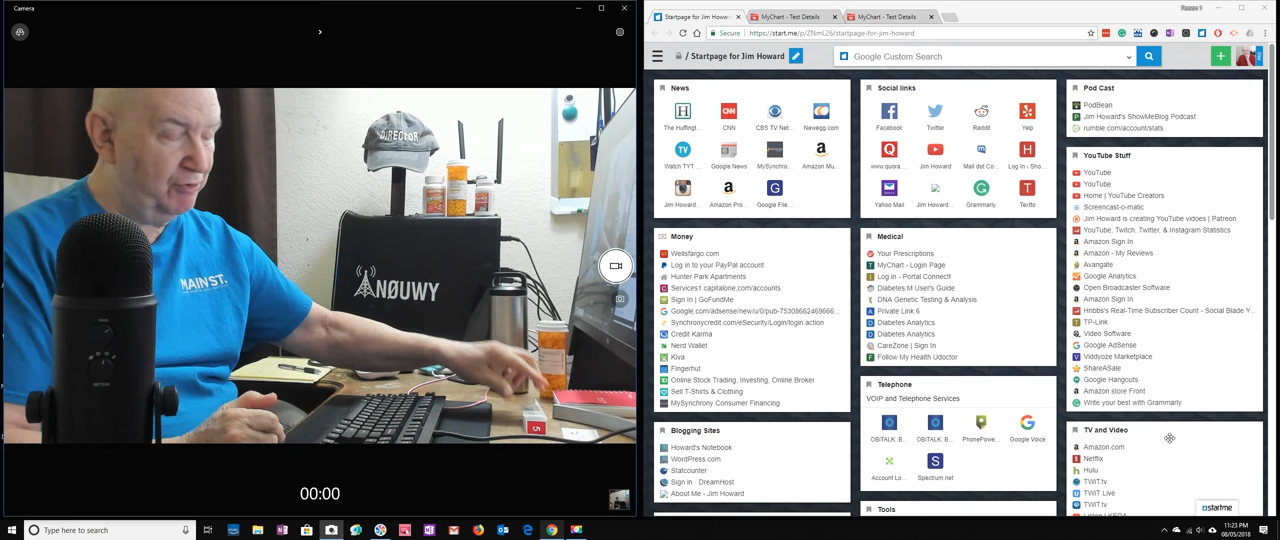 Camera
00:00
DIRECTOR
MAINST.
ANØUWY
5
Startpage for Jim Howar
MyChart - Test Details
MyChart - Test Details
Secure
https://start.me/p/ZNmL26/startpage-for-jim-howard
/ Startpage for Jim Howard
Google Custom Search
News
The Huffingt...
CNN
CBS TV Net...
Newegg.com
Watch TYT ...
Google News
MySynchro...
Amazon Mu...
Jim Howard...
Amazon Pro...
Google Fire...
Money
Wellsfargo.com
Log in to your PayPal account
Hunter Park Apartments
Services1.capitalone.com/accounts
Sign In | GoFundMe
Google.com/adsense/new/u/0/pub-75308662469666...
Synchronycredit.com/eSecurity/Login/login.action
Credit Karma
Nerd Wallet
Kiva
Fingerhut
Online Stock Trading, Investing, Online Broker
Sell T-Shirts & Clothing
MySynchrony Consumer Financing
Blogging Sites
Howard's Notebook
WordPress.com
Statcounter
Sign in · DreamHost
About Me - Jim Howard
Social links
Facebook
Twitter
Reddit
Yelp
www.quora...
Jim Howard
Mail dot Co...
Log In - Sho...
Yahoo Mail
Jim Howard...
Grammarly
Textto
Medical
Your Prescriptions
MyChart - Login Page
Log in - Portal Connect!
Diabetes:M User's Guide
DNA Genetic Testing & Analysis
Private Link 6
Diabetes Analytics
Diabetes Analytics
CareZone | Sign In
Follow My Health Udoctor
Telephone
VOIP and Telephone Services
OBiTALK: B...
OBiTALK: B...
PhonePowe...
Google Voice
Account Lo...
Spectrum.net
Tools
Pod Cast
PodBean
Jim Howard's ShowMeBlog Podcast
rumble.com/account/stats
YouTube Stuff
YouTube
YouTube
Home | YouTube Creators
Screencast-o-matic
Jim Howard is creating YouTube vidoes | Patreon
YouTube, Twitch, Twitter, & Instagram Statistics
Amazon Sign In
Amazon - My Reviews
Avangate
Google Analytics.
Open Broadcaster Software
Amazon Sign In
Hnbbs's Real-Time Subscriber Count - Social Blade Y...
TP-Link
Video Software
Google AdSense
Viddyoze Marketplace
ShareASale
Google Hangouts
Amazon store Front
Write your best with Grammarly.
TV and Video
Amazon.com
Netflix
Hulu
TWiT.tv
TWiT Live
TWiT.tv
startme
Type here to search
11:23 PM
08/05/2018